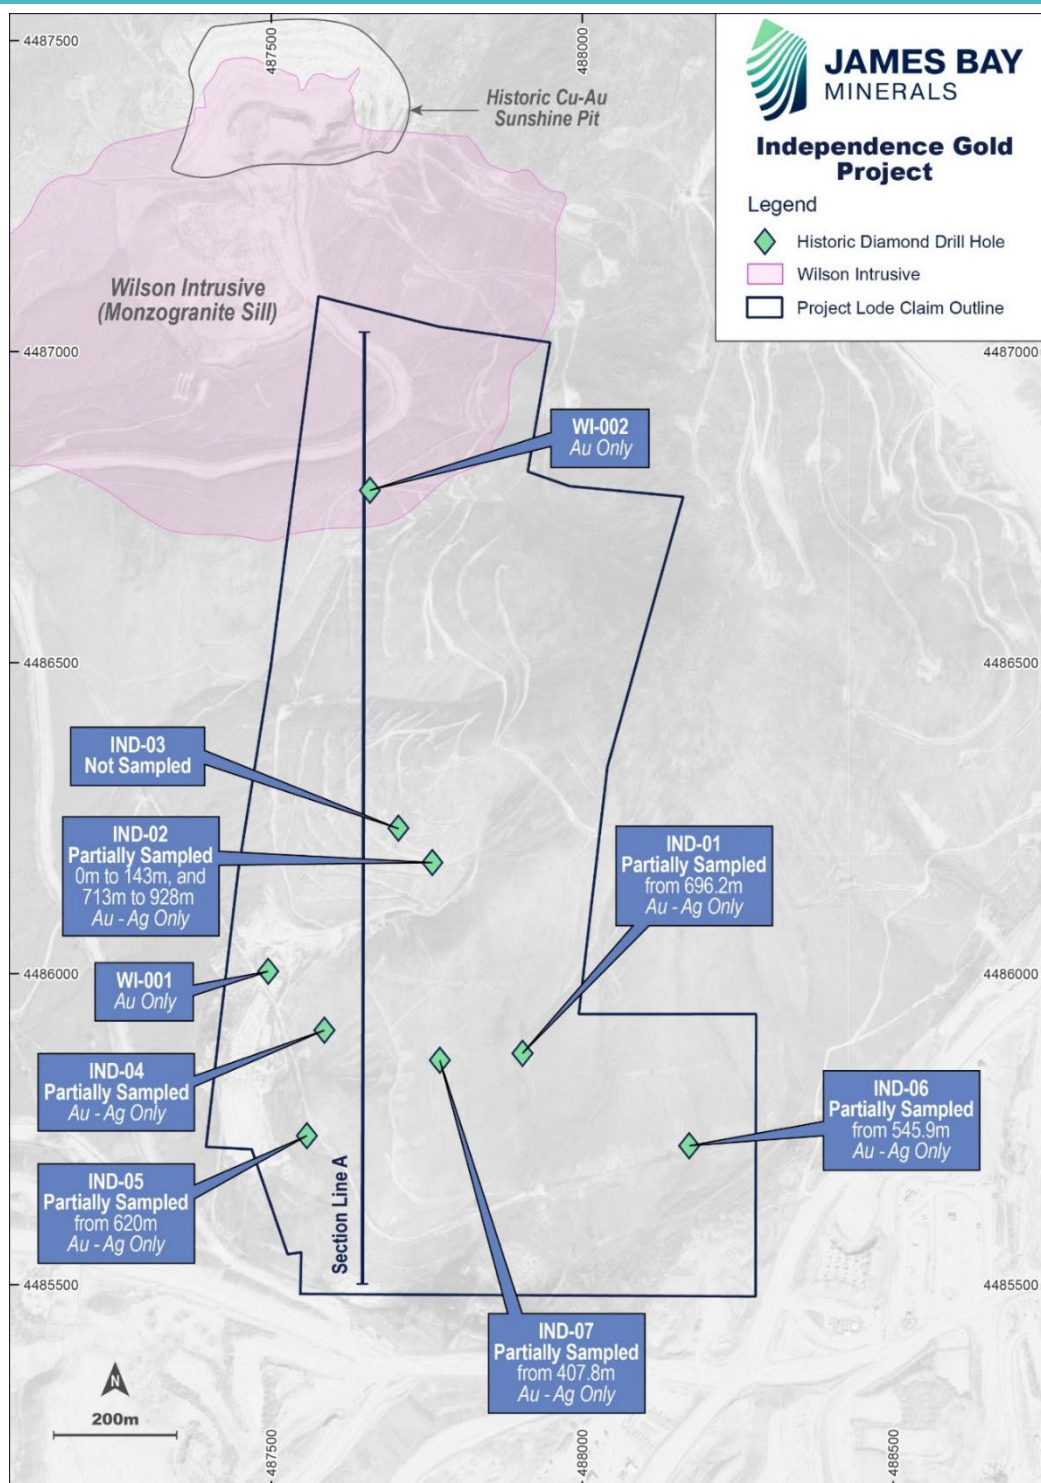 487500
488000
4487500
JAMES BAY
MINERALS
Independence Gold
Project
Legend
Historic Diamond Drill Hole
Wilson Intrusive
Project Lode Claim Outline
Historic Cu-Au
Sunshine Pit
Wilson Intrusive
(Monzogranite Sill)
4487000
4487000
WI-002
Au Only
4486500
4486500
IND-03
Not Sampled
IND-02
Partially Sampled
0m to 143m, and
713m to 928m
Au - Ag Only
IND-01
Partially Sampled
from 696.2m
Au - Ag Only
4486000
4486000
WI-001
Au Only
IND-04
Partially Sampled
Au - Ag Only
IND-06
Partially Sampled
from 545.9m
Au - Ag Only
IND-05
Partially Sampled
from 620m
Au - Ag Only
Section Line A
4485500
4485500
IND-07
Partially Sampled
from 407.8m
Au - Ag Only
N
200m
487500
488000
488500